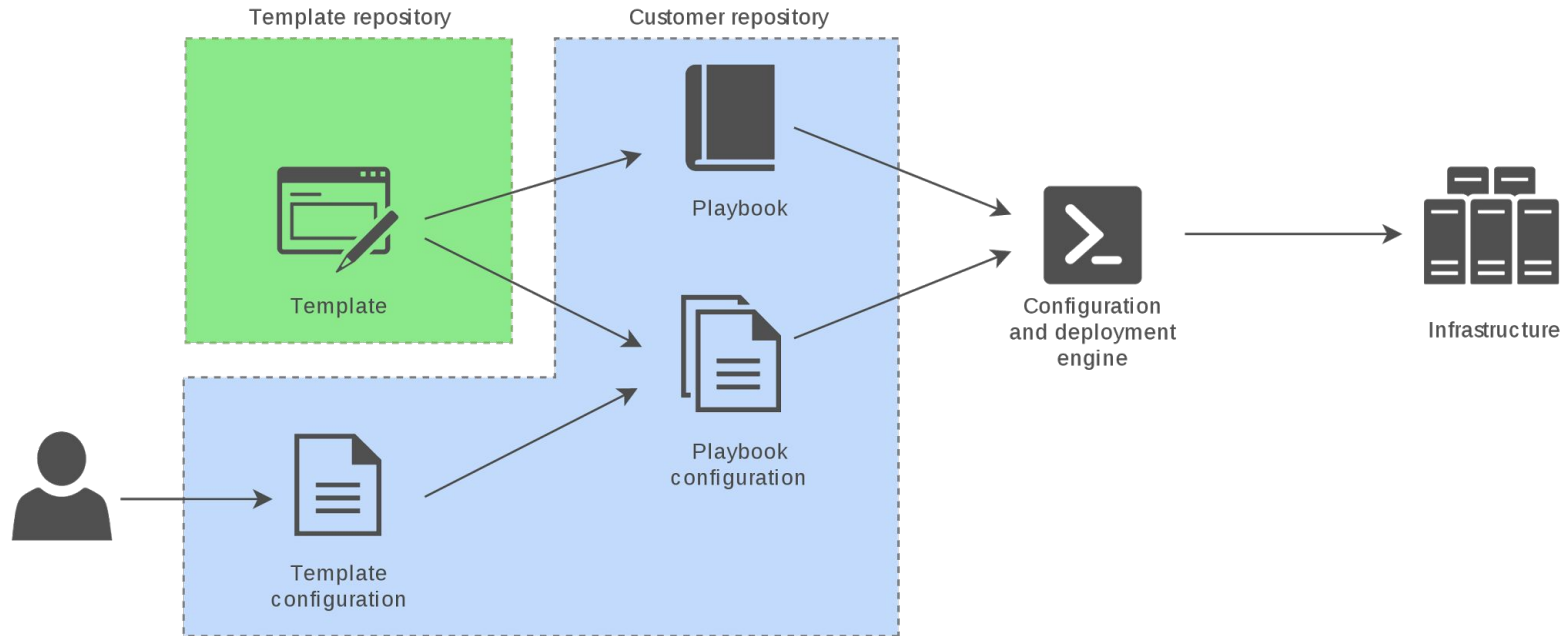 Template repository
Customer repository
Playbook
Template
Configuration
and deployment
engine
Infrastructure
Playbook
configuration
Template
configuration